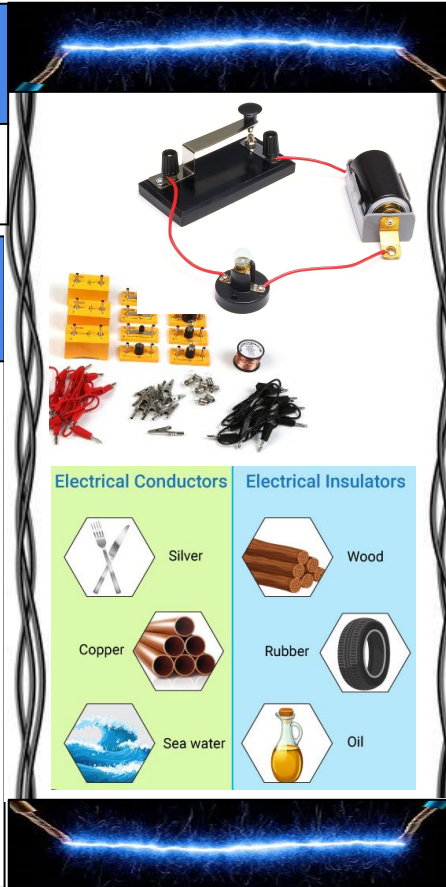 Electrical Conductors
Electrical Insulators
Silver
Wood
Copper
Rubber
Sea water
Oil